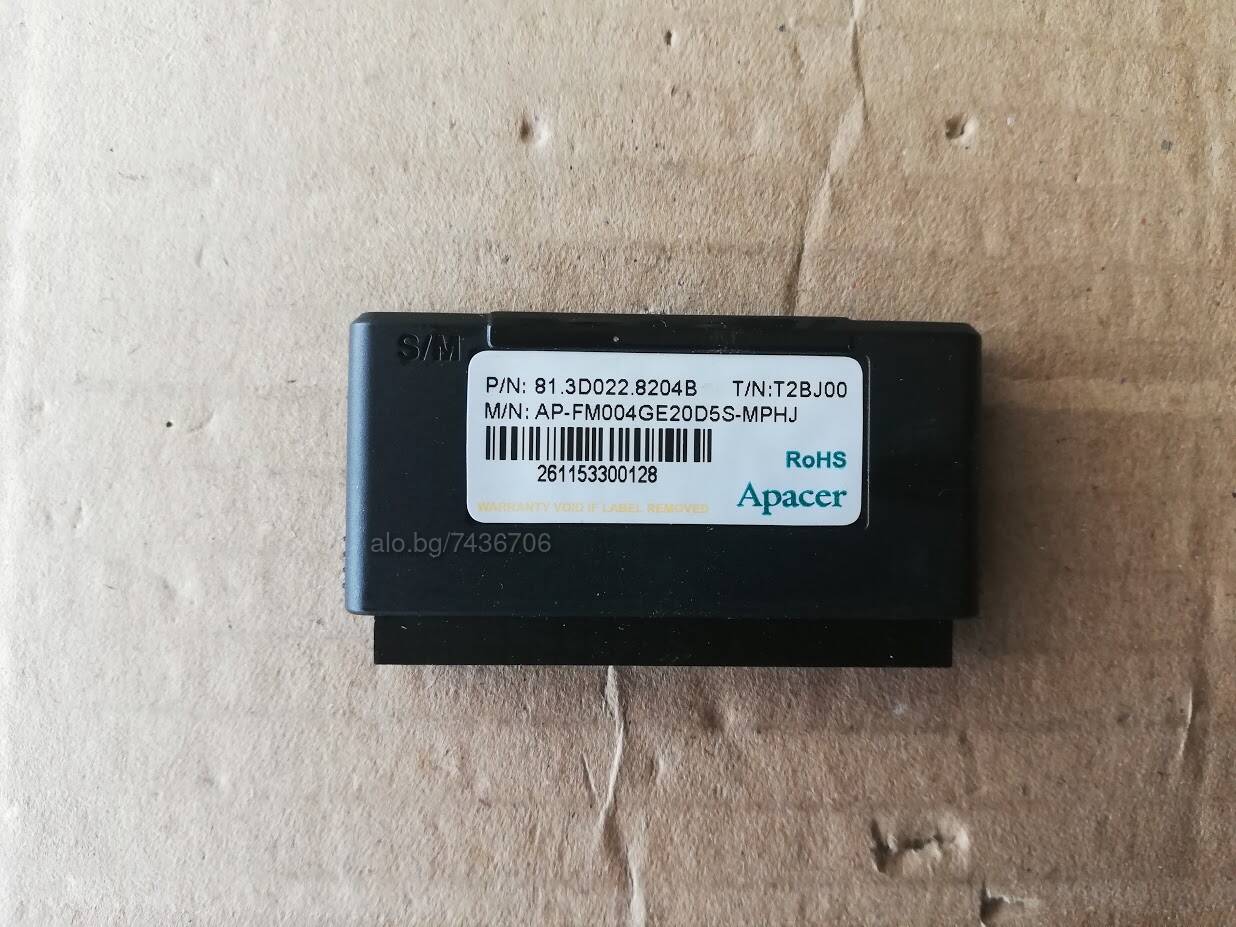 S/M
P/N: 81.3D022.8204B T/N:T2BJ00
M/N: AP-FM004GE20D5S-MPHJ
261153300128
RoHS
Apacer
WARRANTY VOID IF LABEL REMOVED
alo.bg/7436706